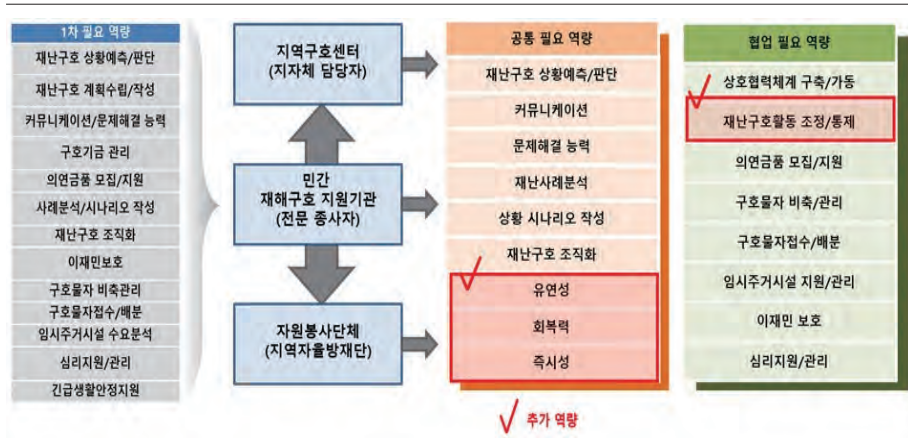 1차 필요 역량
재난구호 상황예측/판단
재난구호 계획수립/작성
커뮤니케이션/문제해결 능력
구호기금 관리
의연금품 모집/지원
사례분석/시나리오 작성
재난구호 조직화
이재민보호
구호물자 비축관리
구호물자접수/배분
임시주거시설 수요분석
심리지원/관리
긴급생활안정지원
지역구호센터
(지자체 담당자)
민간
재해구호 지원기관
(전문 종사자)
자원봉사단체
(지역자율방재단)
공통 필요 역량
재난구호 상황예측/판단
커뮤니케이션
문제해결 능력
재난사례분석
상황 시나리오 작성
재난구호 조직화
유연성
회복력
즉시성
추가 역량
협업 필요 역량
상호협력체계 구축/가동
재난구호활동 조정/통제
의연금품 모집/지원
구호물자 비축/관리
구호물자접수/배분
임시주거시설 지원/관리
이재민 보호
심리지원/관리